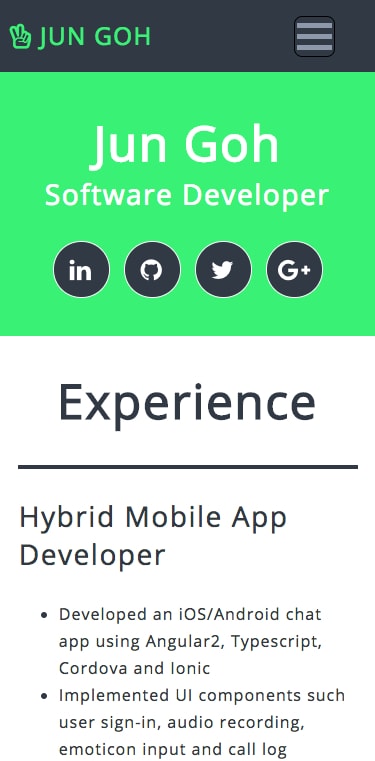 JUN GOH
Jun Goh
Software Developer
in
G+
Experience
Hybrid Mobile App
Developer
Developed an iOS/Android chat
app using Angular2, Typescript,
Cordova and Ionic
Implemented UI components such
user sign-in, audio recording,
emoticon input and call log